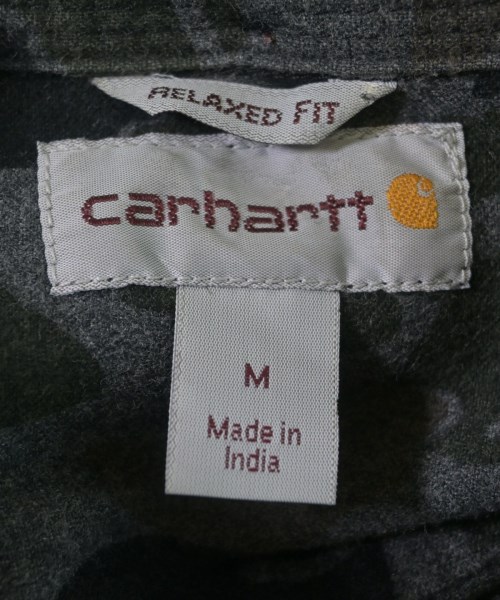 RELAXED FIT
carhartt
M
Made in
India